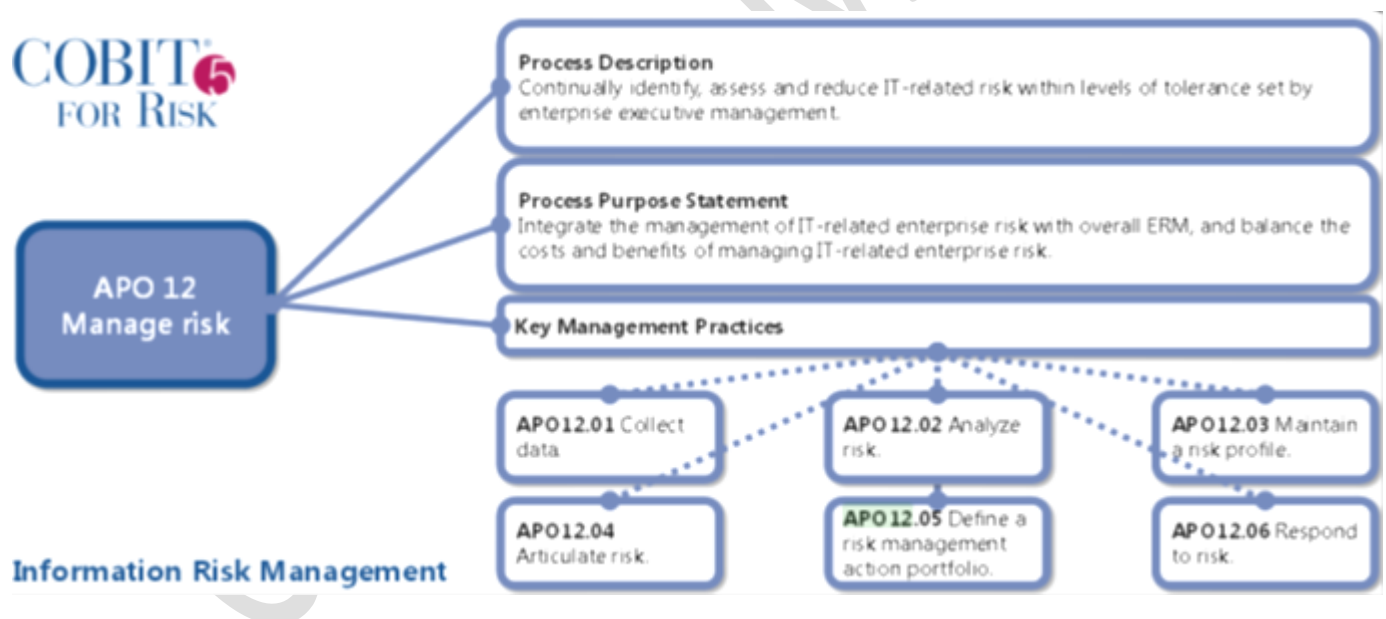 COBIT® 5
FOR RISK
Process Description
Continually identify, assess and reduce IT-related risk within levels of tolerance set by
enterprise executive management.
Process Purpose Statement
Integrate the management of IT-related enterprise risk with overall ERM, and balance the
costs and benefits of managing IT-related enterprise risk.
APO 12
Manage risk
Key Management Practices
APO12.01 Collect
data.
APO12.02 Analyze
risk.
APO12.03 Maintain
a risk profile.
APO12.04
Articulate risk.
APO12.05 Define a
risk management
action portfolio.
APO12.06 Respond
to risk.
Information Risk Management